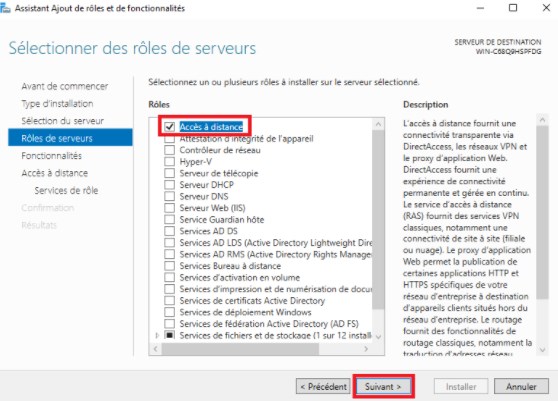 Assistant Ajout de rôles et de fonctionnalités
Sélectionner des rôles de serveurs
SERVEUR DE DESTINATION
WIN-C68Q9HSPFDG
Avant de commencer
Type d'installation
Sélection du serveur
Rôles de serveurs
Fonctionnalités
Accès à distance
Services de rôle
Confirmation
Résultats
Sélectionnez un ou plusieurs rôles à installer sur le serveur sélectionné.
Rôles
Accès à distance
Attestation d'intégrité de l'appareil
Contrôleur de réseau
Hyper-V
Serveur de télécopie
Serveur DHCP
Serveur DNS
Serveur Web (IIS)
Service Guardian hôte
Services AD DS
Services AD LDS (Active Directory Lightweight Dire
Services AD RMS (Active Directory Rights Manage
Services Bureau à distance
Services d'activation en volume
Services d'impression et de numérisation de docu
Services de certificats Active Directory
Services de déploiement Windows
Services de fédération Active Directory (AD FS)
Services de fichiers et de stockage (1 sur 12 install
Description
L'accès à distance fournit une
connectivité transparente via
DirectAccess, les réseaux VPN et
le proxy d'application Web.
DirectAccess fournit une
expérience de connectivité
permanente et gérée en continu.
Le service d'accès à distance
(RAS) fournit des services VPN
classiques, notamment une
connectivité de site à site (filiale
ou nuage). Le proxy d'application
Web permet la publication de
certaines applications HTTP et
HTTPS spécifiques de votre
réseau d'entreprise à destination
d'appareils clients situés hors du
réseau d'entreprise. Le routage
fournit des fonctionnalités de
routage classiques, notamment la
traduction d'adresses réseau
< Précédent
Suivant >
Installer
Annuler